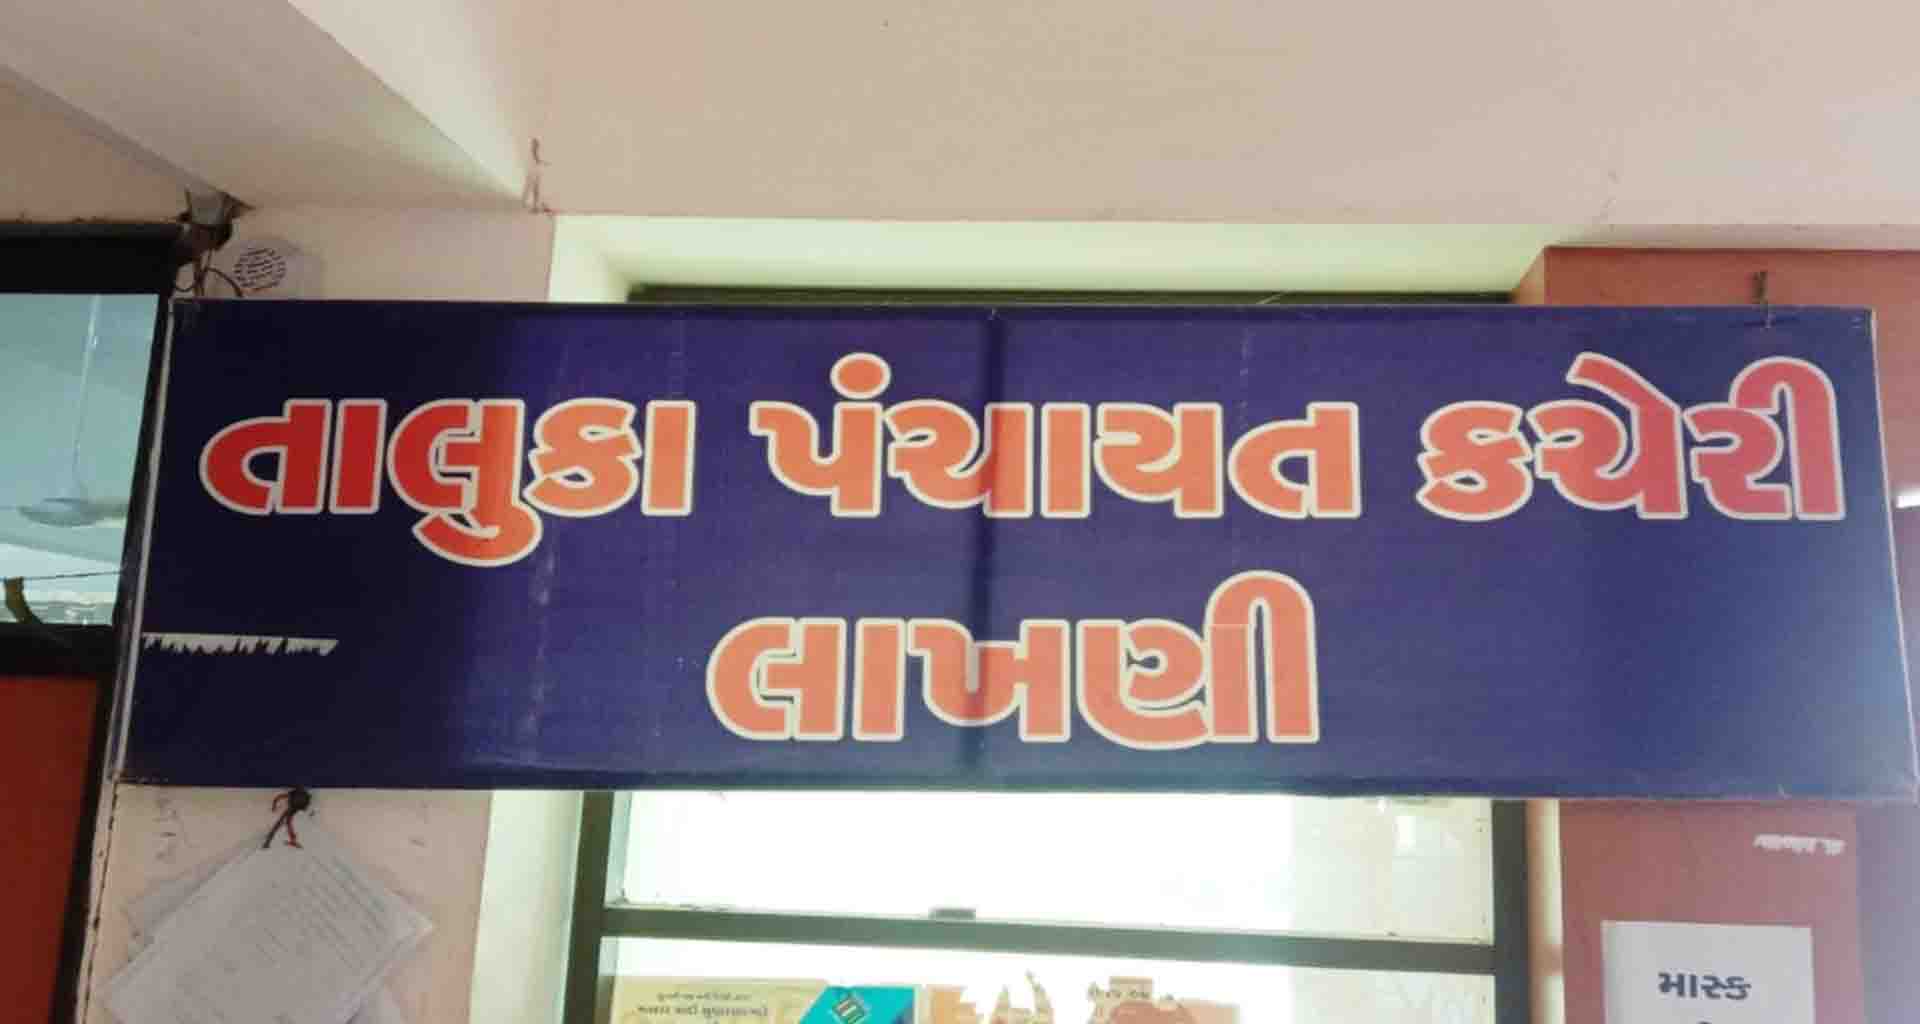 તાલુકા પંચાયત કચેરી
લાખણી
માસ્ક